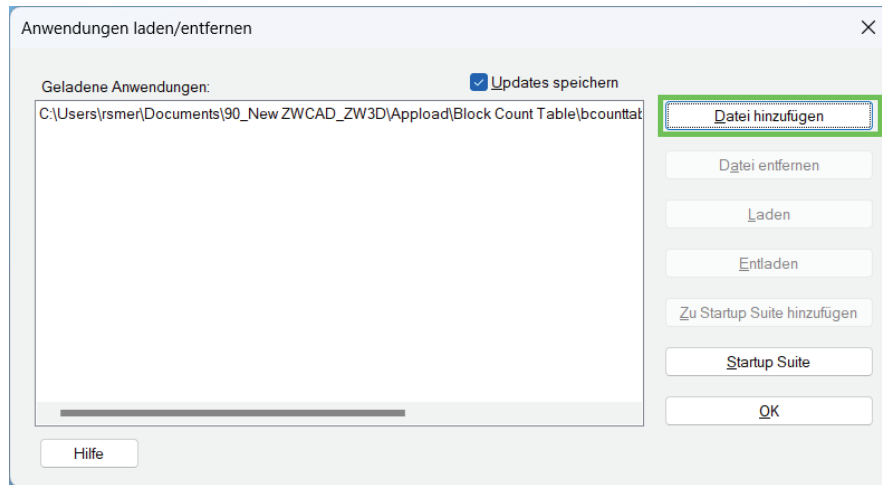 Anwendungen laden/entfernen
Geladene Anwendungen:
Updates speichern
C:\Users\rsmer\Documents\90_New ZWCAD_ZW3D\Appload\Block Count Table\bcounttab
Datei hinzufügen
Datei entfernen
Laden
Entladen
Zu Startup Suite hinzufügen
Startup Suite
OK
Hilfe